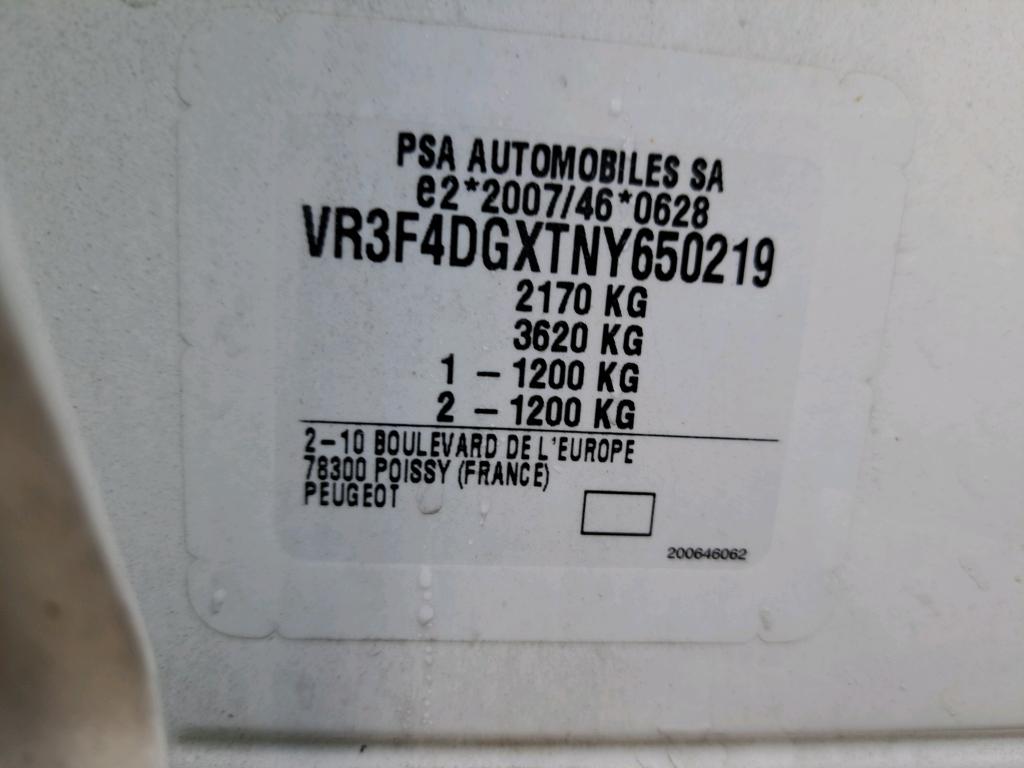 PSA AUTOMOBILES SA
e2*2007/46*0628
VR3F4DGXTNY650219
2170 KG
3620 KG
1 – 1200 KG
2 – 1200 KG
2–10 BOULEVARD DE L'EUROPE
78300 POISSY (FRANCE)
PEUGEOT
200646062